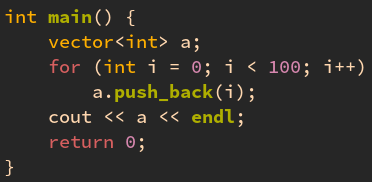 int main() {
    vector<int> a;
    for (int i = 0; i < 100; i++)
        a.push_back(i);
    cout << a << endl;
    return 0;
}